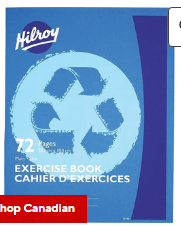 Hilroy
72 Pages
EXERCISE BOOK
CAHIER D'EXERCICES
hop Canadian